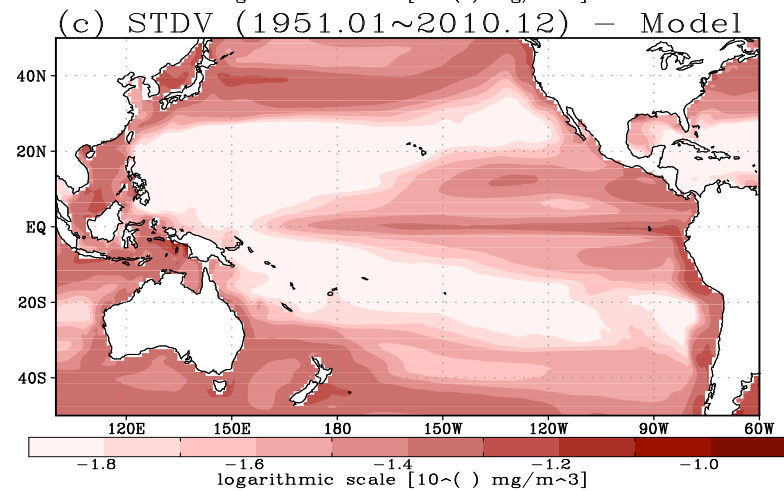 (c) STDV (1951.01~2010.12) — Model
40N
20N
EQ
20S
40S
120E 150E 180 150W 120W 90W 60W
−1.8 −1.6 −1.4 −1.2 −1.0
logarithmic scale [10^( ) mg/m^3]